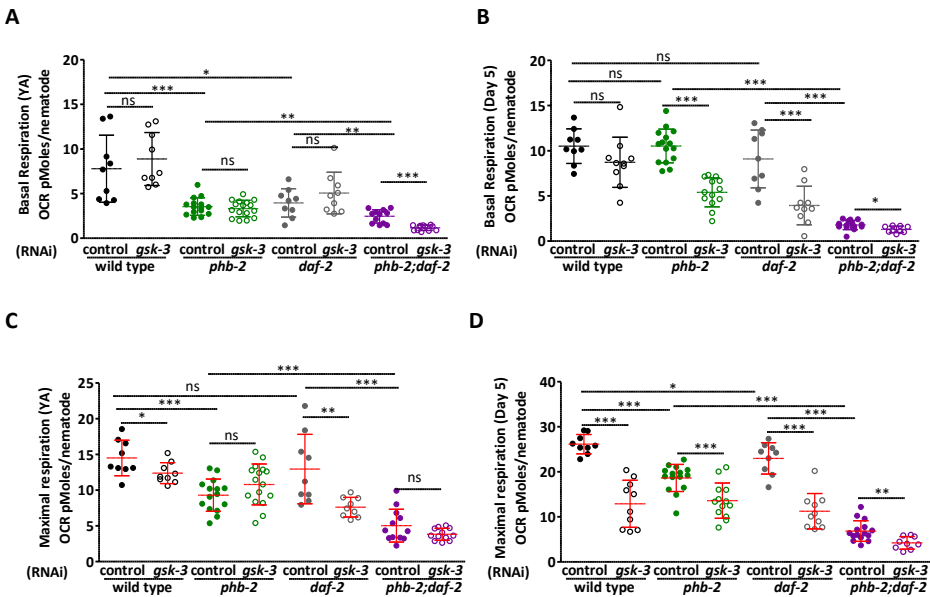 A
Basal Respiration (YA)
OCR pMoles/nematode
20
15
10
5
0
*
***
ns
**
**
ns
ns
***
control gsk-3 control gsk-3 control gsk-3 control gsk-3
(RNAi)
wild type phb-2 daf-2 phb-2;daf-2
B
Basal Respiration (Day 5)
OCR pMoles/nematode
20
15
10
5
0
ns
ns
***
ns
***
***
***
*
control gsk-3 control gsk-3 control gsk-3 control gsk-3
(RNAi)
wild type phb-2 daf-2 phb-2;daf-2
C
Maximal respiration (YA)
OCR pMoles/nematode
25
20
15
10
5
0
***
ns
***
***
*
ns
**
ns
control gsk-3 control gsk-3 control gsk-3 control gsk-3
(RNAi)
wild type phb-2 daf-2 phb-2;daf-2
D
Maximal respiration (Day 5)
OCR pMoles/nematode
40
30
20
10
0
*
***
***
***
***
***
***
**
control gsk-3 control gsk-3 control gsk-3 control gsk-3
(RNAi)
wild type phb-2 daf-2 phb-2;daf-2